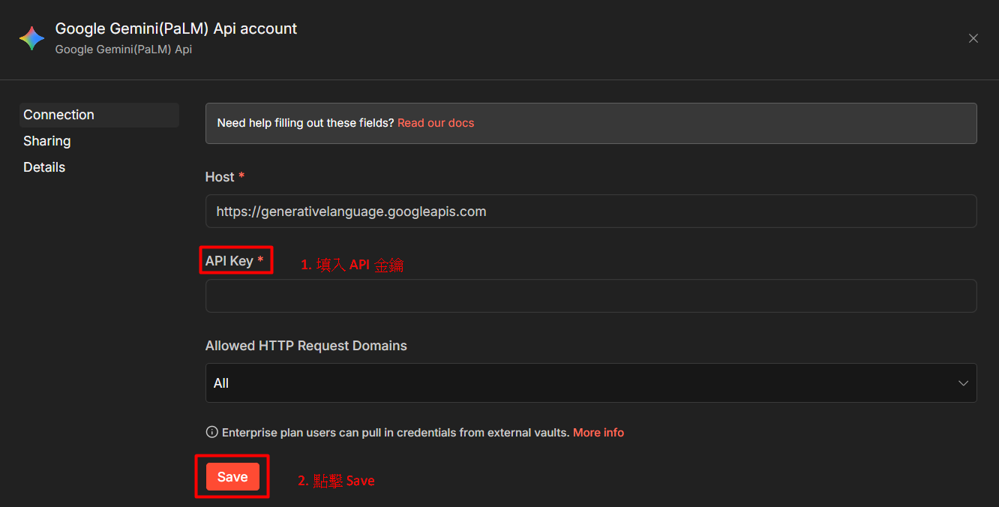 Google Gemini(PaLM) Api account
Google Gemini(PaLM) Api
Connection
Sharing
Details
Need help filling out these fields? Read our docs
Host *
https://generativelanguage.googleapis.com
API Key *
1. 填入 API 金鑰
Allowed HTTP Request Domains
All
Enterprise plan users can pull in credentials from external vaults. More info
Save
2. 點擊 Save